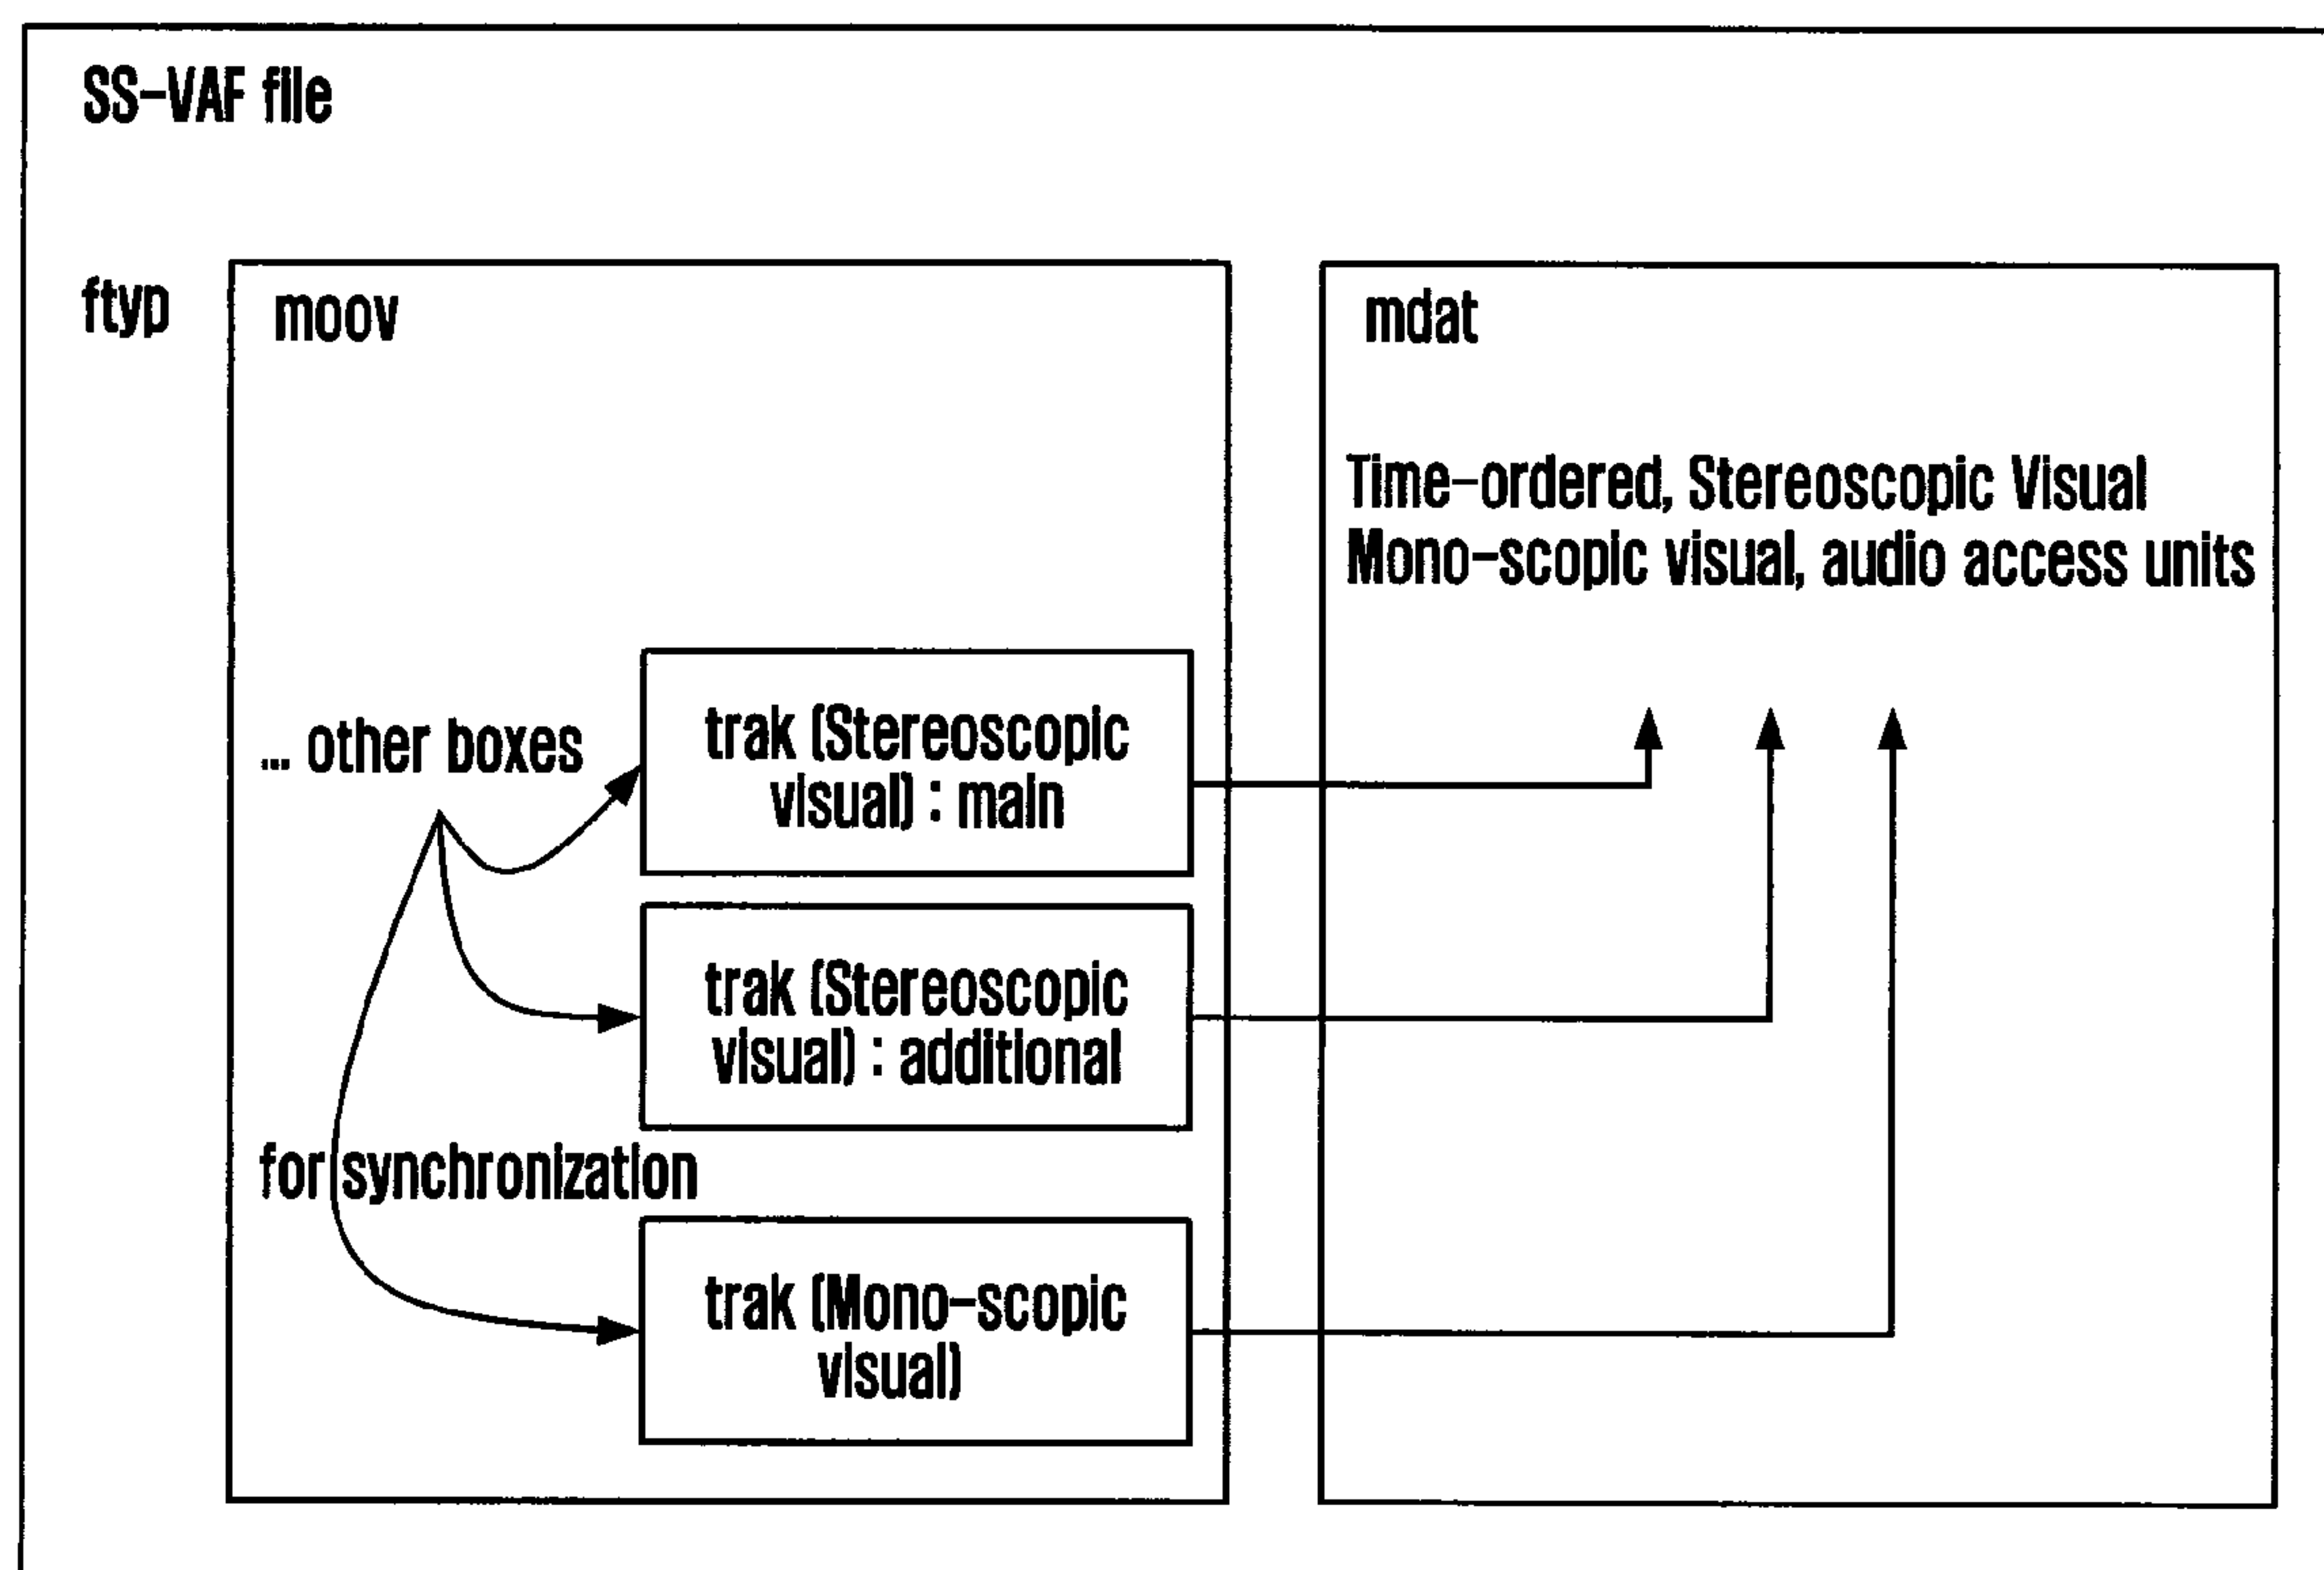 SS-VAF file
ftyp
moov
mdat
Time-ordered, Stereoscopic Visual
Mono-scopic visual, audio access units
... other boxes
trak (Stereoscopic
visual) : main
trak (Stereoscopic
visual) : additional
for synchronization
trak (Mono-scopic
visual)